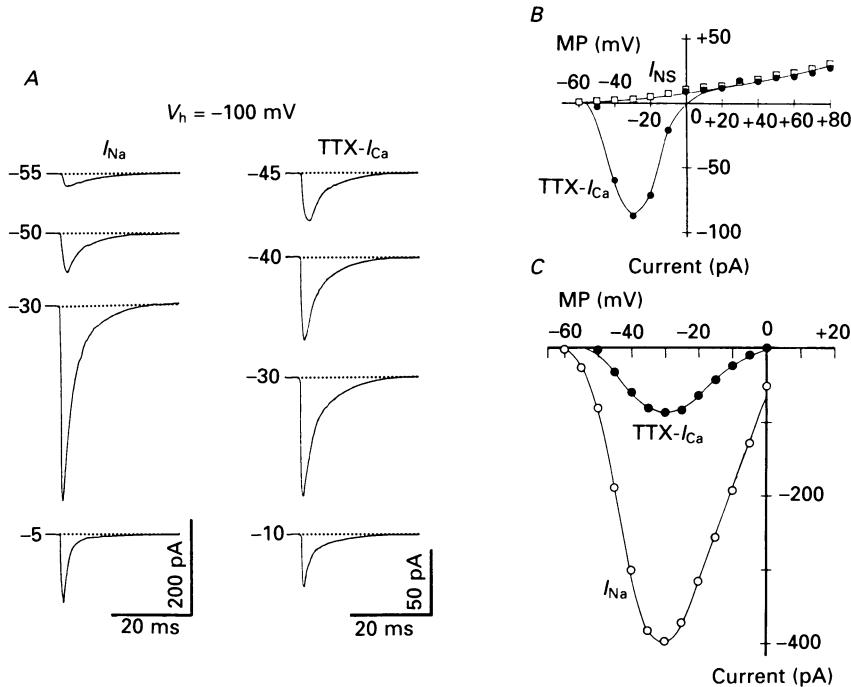 A
V_h = −100 mV
I_Na
TTX-I_Ca
−55
−50
−30
−5
200 pA
20 ms
−45
−40
−30
−10
50 pA
20 ms
B
MP (mV)
+50
I_NS
−60 −40
−20 0 +20 +40 +60 +80
−50
TTX-I_Ca
−100
Current (pA)
C
MP (mV)
−60 −40 −20 0 +20
TTX-I_Ca
−200
I_Na
−400
Current (pA)